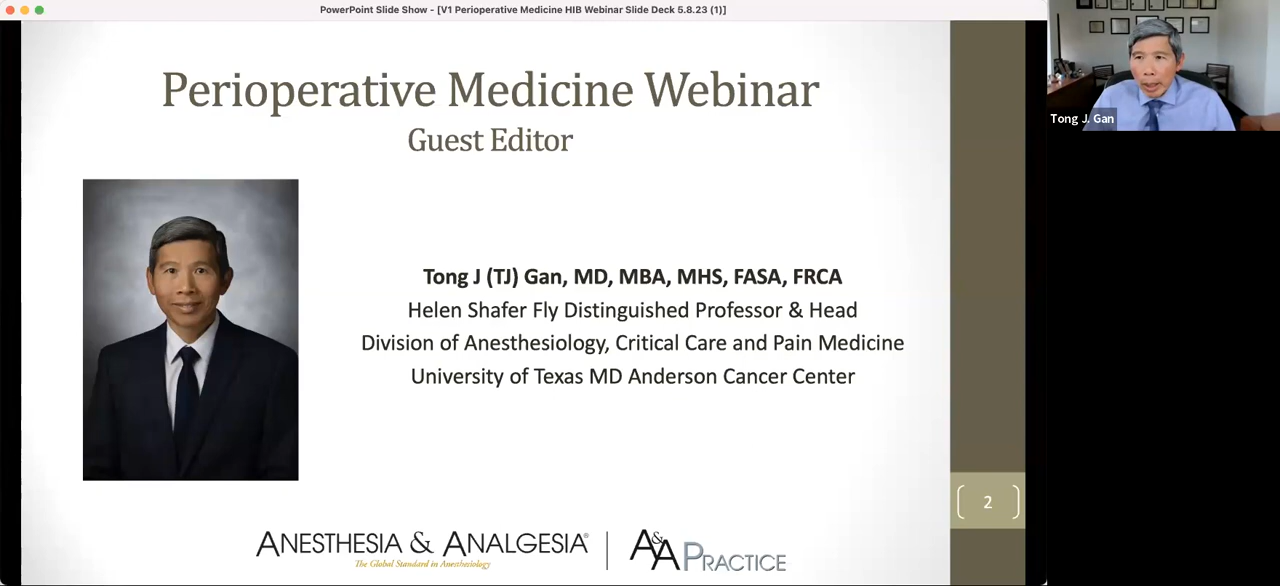 PowerPoint Slide Show - [V1 Perioperative Medicine HIB Webinar Slide Deck 5.8.23 (1)]
Perioperative Medicine Webinar
Guest Editor
Tong J (TJ) Gan, MD, MBA, MHS, FASA, FRCA
Helen Shafer Fly Distinguished Professor & Head
Division of Anesthesiology, Critical Care and Pain Medicine
University of Texas MD Anderson Cancer Center
2
ANESTHESIA & ANALGESIA®
The Global Standard in Anesthesiology
A&A PRACTICE
Tong J. Gan